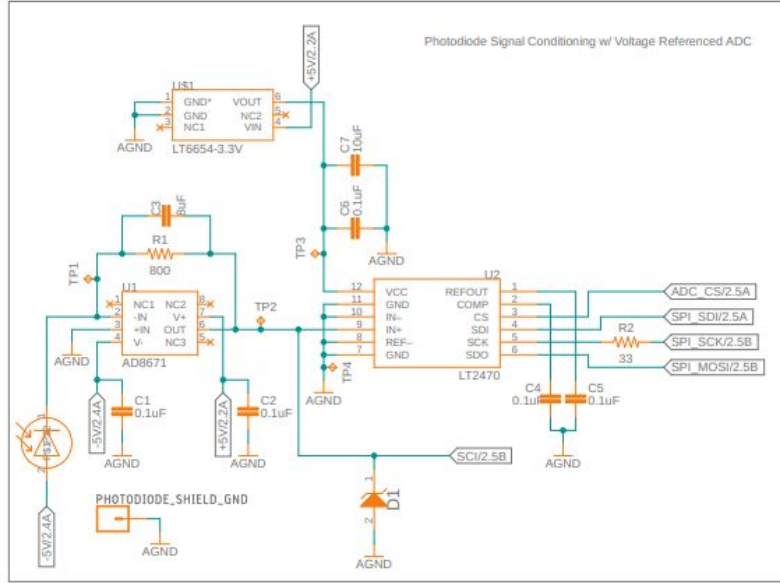 Photodiode Signal Conditioning w/ Voltage Referenced ADC
+5V/2.2A
U$1
1 GND* VOUT 6
2 GND NC2 5
3 NC1 VIN 4
LT6654-3.3V
AGND
C7
10uF
C6
0.1uF
AGND
C3
8uF
R1
800
TP1
TP3
U1
1 NC1 NC2 8
2 -IN V+ 7
3 +IN OUT 6
4 V- NC3 5
AD8671
AGND
TP2
U2
12 VCC REFOUT 1
11 GND COMP 2
10 IN- CS 3
9 IN+ SDI 4
8 REF- SCK 5
7 GND SDO 6
LT2470
TP4
AGND
ADC_CS/2.5A
SPI_SDI/2.5A
R2
33
SPI_SCK/2.5B
SPI_MOSI/2.5B
C4
0.1uF
C5
0.1uF
AGND
-5V/2.4A
C1
0.1uF
AGND
+5V/2.2A
C2
0.1uF
AGND
SCI/2.5B
1
2
D1
AGND
1
2
-5V/2.4A
PHOTODIODE_SHIELD_GND
AGND